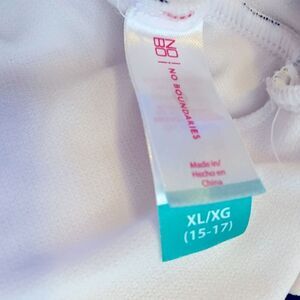 NO
BO
NO BOUNDARIES
Made in/
Hecho en
China
XL/XG
(15-17)